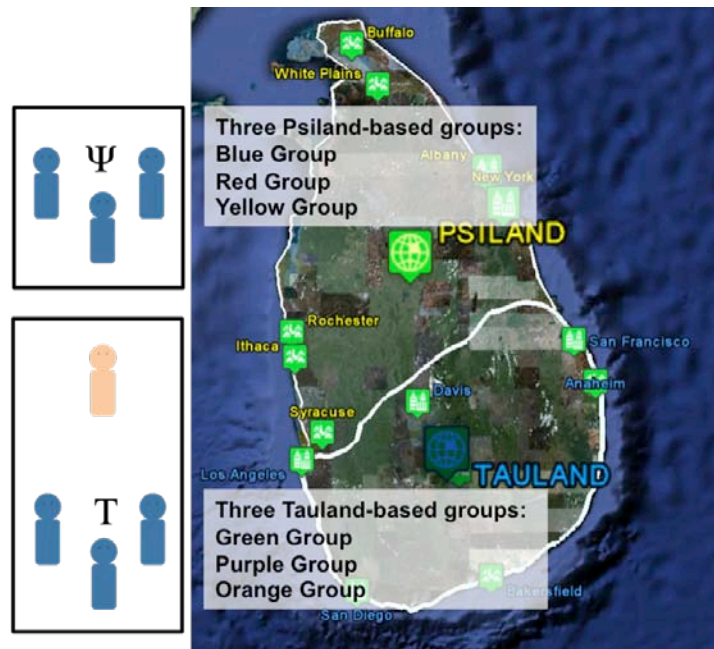 Ψ
T
Buffalo
White Plains
Three Psiland-based groups:
Blue Group
Red Group
Yellow Group
Albany
New York
PSILAND
Rochester
Ithaca
San Francisco
Anaheim
Davis
Syracuse
Los Angeles
TAULAND
Three Tauland-based groups:
Green Group
Purple Group
Orange Group
Bakersfield
San Diego